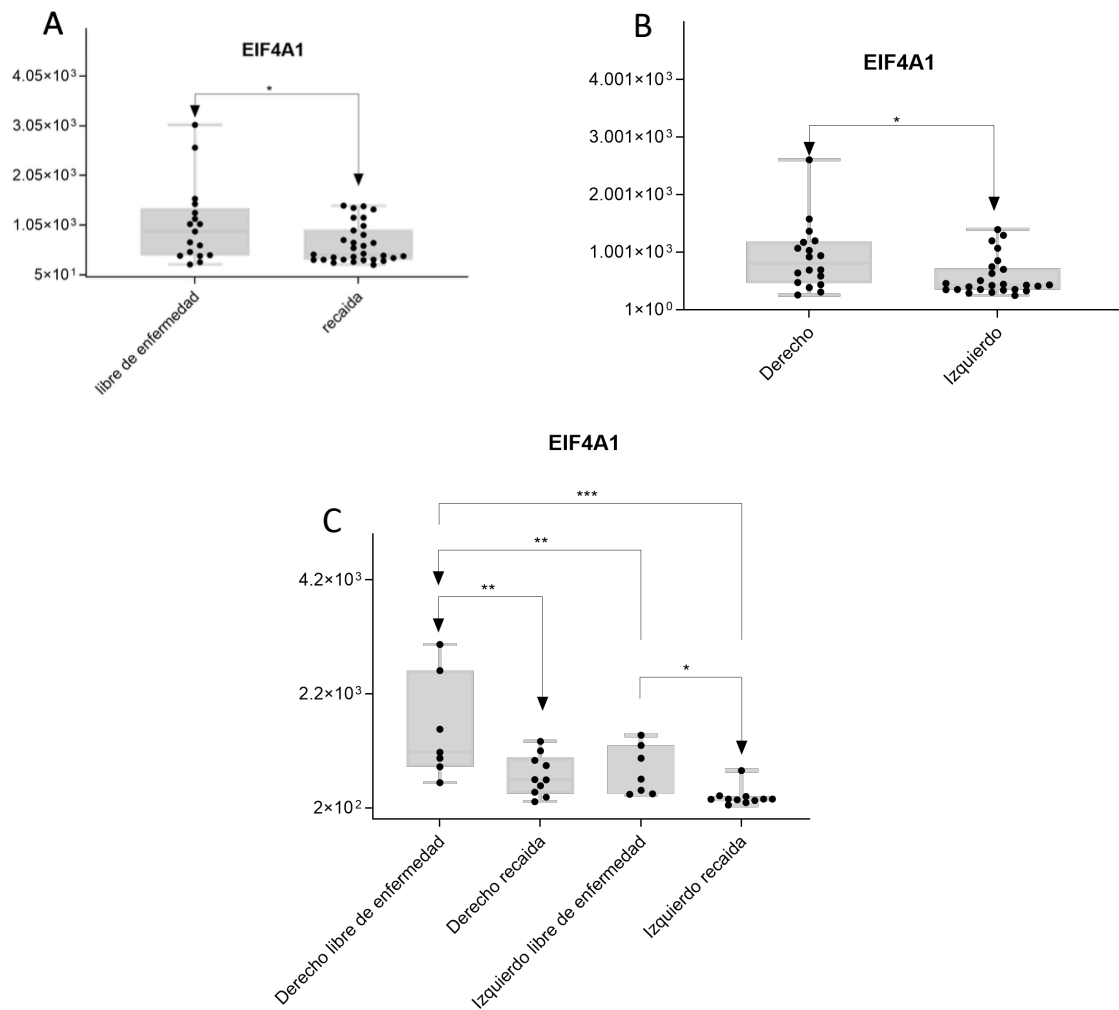 A
EIF4A1
4.05×10³
3.05×10³
2.05×10³
1.05×10³
5×10¹
*
libre de enfermedad
recaida
B
EIF4A1
4.001×10³
3.001×10³
2.001×10³
1.001×10³
1×10⁰
*
Derecho
Izquierdo
EIF4A1
C
***
**
**
*
4.2×10³
2.2×10³
2×10²
Derecho libre de enfermedad
Derecho recaida
Izquierdo libre de enfermedad
Izquierdo recaida